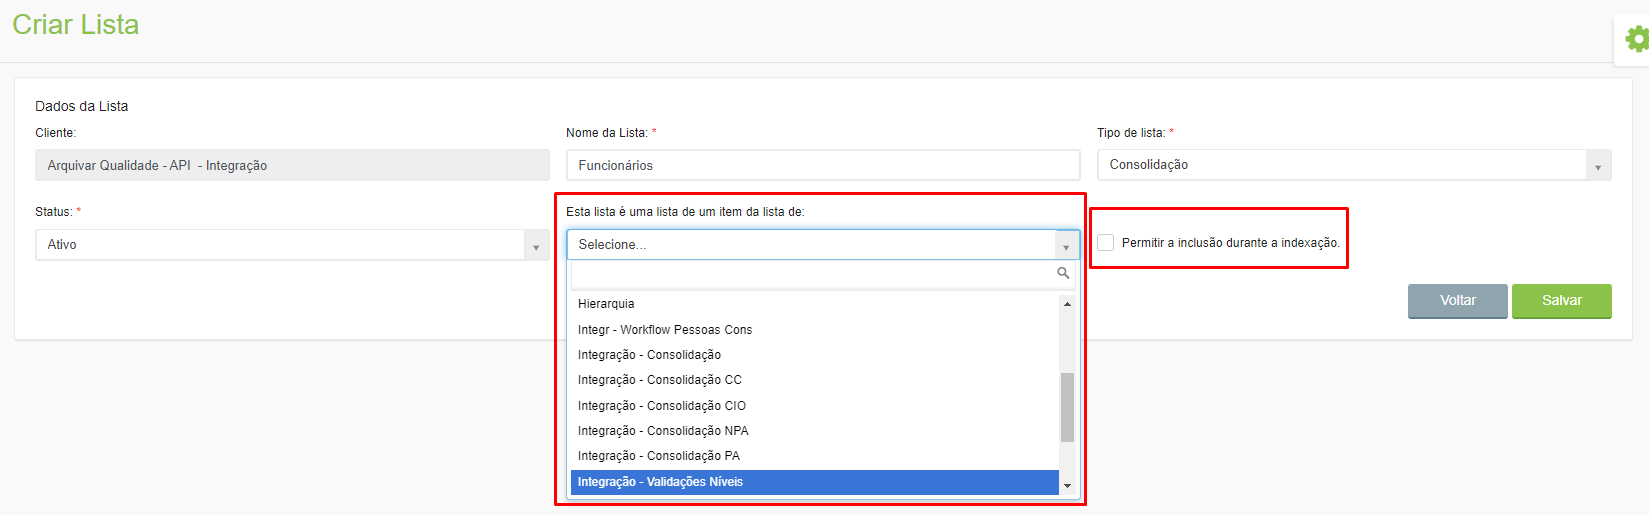 Criar Lista
Dados da Lista
Cliente:
Nome da Lista: *
Tipo de lista: *
Arquivar Qualidade - API  - Integração
Funcionários
Consolidação
Status: *
Esta lista é uma lista de um item da lista de:
Ativo
Selecione...
Permitir a inclusão durante a indexação.
Hierarquia
Integr - Workflow Pessoas Cons
Integração - Consolidação
Integração - Consolidação CC
Integração - Consolidação CIO
Integração - Consolidação NPA
Integração - Consolidação PA
Integração - Validações Níveis
Voltar
Salvar